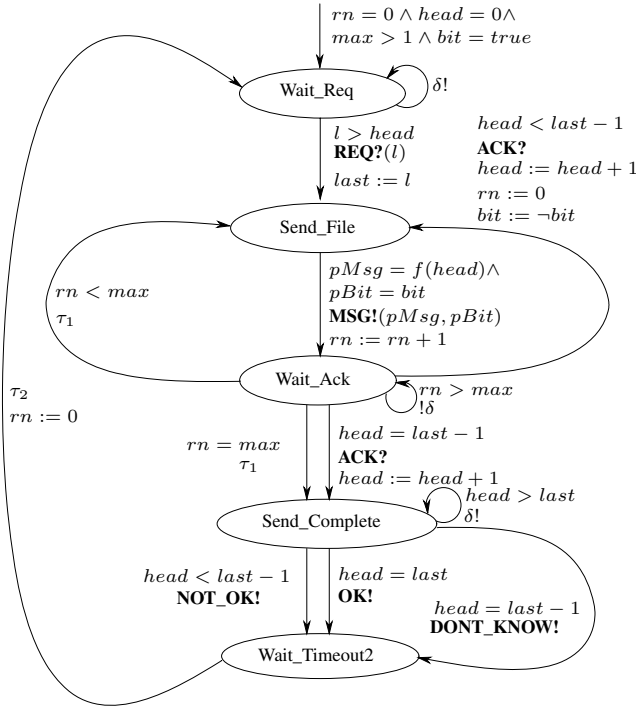 rn = 0 ∧ head = 0∧
max > 1 ∧ bit = true
Wait_Req
δ!
l > head
REQ?(l)
last := l
head < last − 1
ACK?
head := head + 1
rn := 0
bit := ¬bit
Send_File
rn < max
τ1
pMsg = f(head)∧
pBit = bit
MSG!(pMsg, pBit)
rn := rn + 1
Wait_Ack
rn > max
!δ
τ2
rn := 0
rn = max
τ1
head = last − 1
ACK?
head := head + 1
head > last
δ!
Send_Complete
head < last − 1
NOT_OK!
head = last
OK!
head = last − 1
DONT_KNOW!
Wait_Timeout2